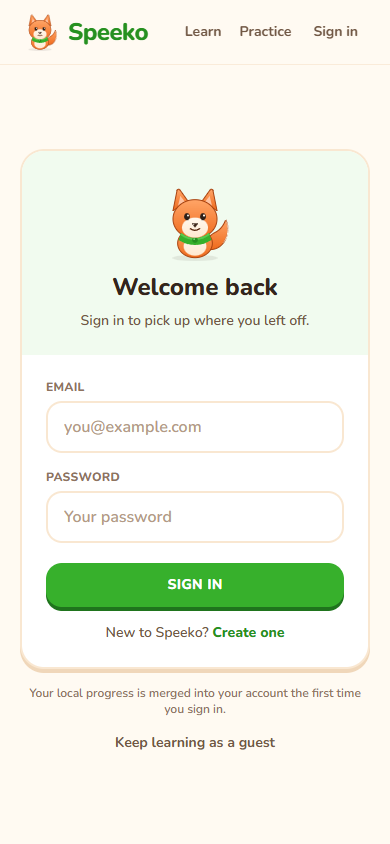 Speeko
Learn
Practice
Sign in
Welcome back
Sign in to pick up where you left off.
EMAIL
you@example.com
PASSWORD
Your password
SIGN IN
New to Speeko? Create one
Your local progress is merged into your account the first time
you sign in.
Keep learning as a guest